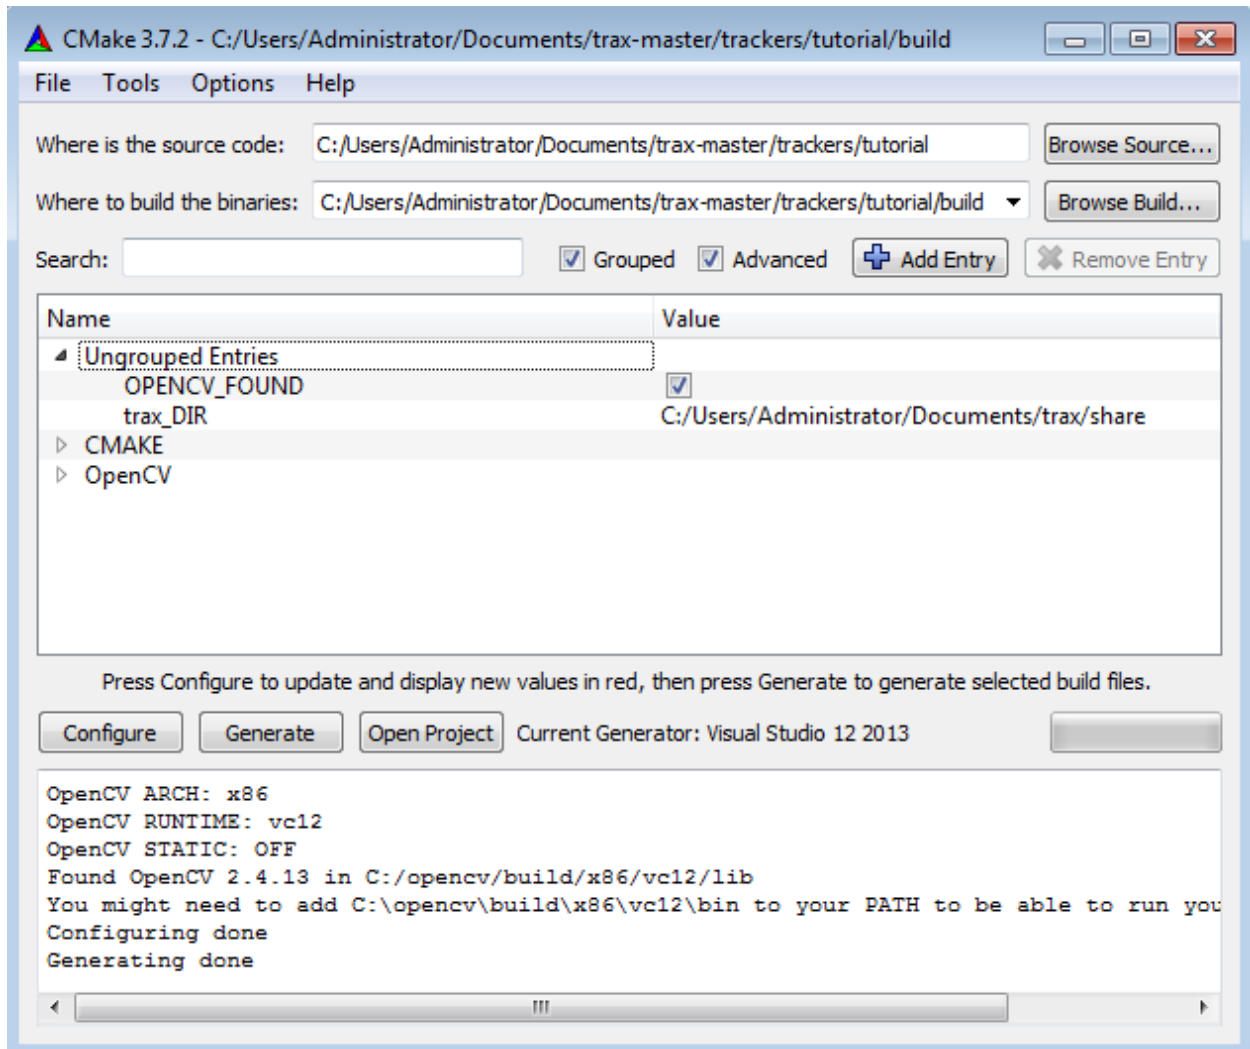 CMake 3.7.2 - C:/Users/Administrator/Documents/trax-master/trackers/tutorial/build
File Tools Options Help
Where is the source code: C:/Users/Administrator/Documents/trax-master/trackers/tutorial Browse Source...
Where to build the binaries: C:/Users/Administrator/Documents/trax-master/trackers/tutorial/build Browse Build...
Search: Grouped Advanced Add Entry Remove Entry
Name Value
Ungrouped Entries
OPENCV_FOUND
trax_DIR C:/Users/Administrator/Documents/trax/share
CMAKE
OpenCV
Press Configure to update and display new values in red, then press Generate to generate selected build files.
Configure Generate Open Project Current Generator: Visual Studio 12 2013
OpenCV ARCH: x86
OpenCV RUNTIME: vc12
OpenCV STATIC: OFF
Found OpenCV 2.4.13 in C:/opencv/build/x86/vc12/lib
You might need to add C:\opencv\build\x86\vc12\bin to your PATH to be able to run you
Configuring done
Generating done